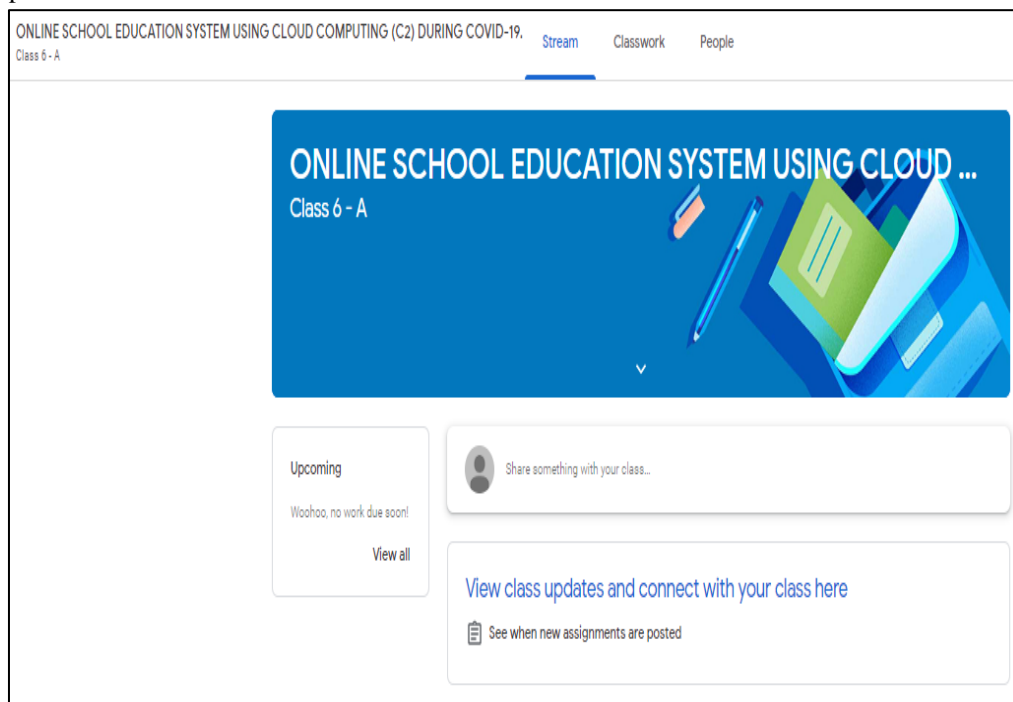 ONLINE SCHOOL EDUCATION SYSTEM USING CLOUD COMPUTING (C2) DURING COVID-19.
Class 6 - A
Stream
Classwork
People
ONLINE SCHOOL EDUCATION SYSTEM USING CLOUD ...
Class 6 - A
Upcoming
Woohoo, no work due soon!
View all
Share something with your class...
View class updates and connect with your class here
See when new assignments are posted